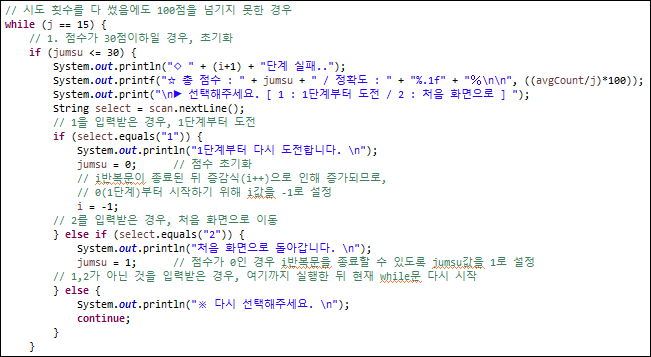 // 시도 횟수를 다 썼음에도 100점을 넘기지 못한 경우
while (j == 15) {
// 1. 점수가 30점이하일 경우, 초기화
if (jumsu <= 30) {
System.out.println("◇ " + (i+1) + "단계 실패..");
System.out.printf("☆ 총 점수 : " + jumsu + " / 정확도 : " + "%.1f" + "％\n\n", ((avgCount/j)*100));
System.out.print("\n▶ 선택해주세요. [ 1 : 1단계부터 도전 / 2 : 처음 화면으로 ] ");
String select = scan.nextLine();
// 1을 입력받은 경우, 1단계부터 도전
if (select.equals("1")) {
System.out.println("1단계부터 다시 도전합니다. \n");
jumsu = 0; // 점수 초기화
// i반복문이 종료된 뒤 증감식(i++)으로 인해 증가되므로,
// 0(1단계)부터 시작하기 위해 i값을 -1로 설정
i = -1;
// 2를 입력받은 경우, 처음 화면으로 이동
} else if (select.equals("2")) {
System.out.println("처음 화면으로 돌아갑니다. \n");
jumsu = 1; // 점수가 0인 경우 i반복문을 종료할 수 있도록 jumsu값을 1로 설정
// 1,2가 아닌 것을 입력받은 경우, 여기까지 실행한 뒤 현재 while문 다시 시작
} else {
System.out.println("※ 다시 선택해주세요. \n");
continue;
}
}